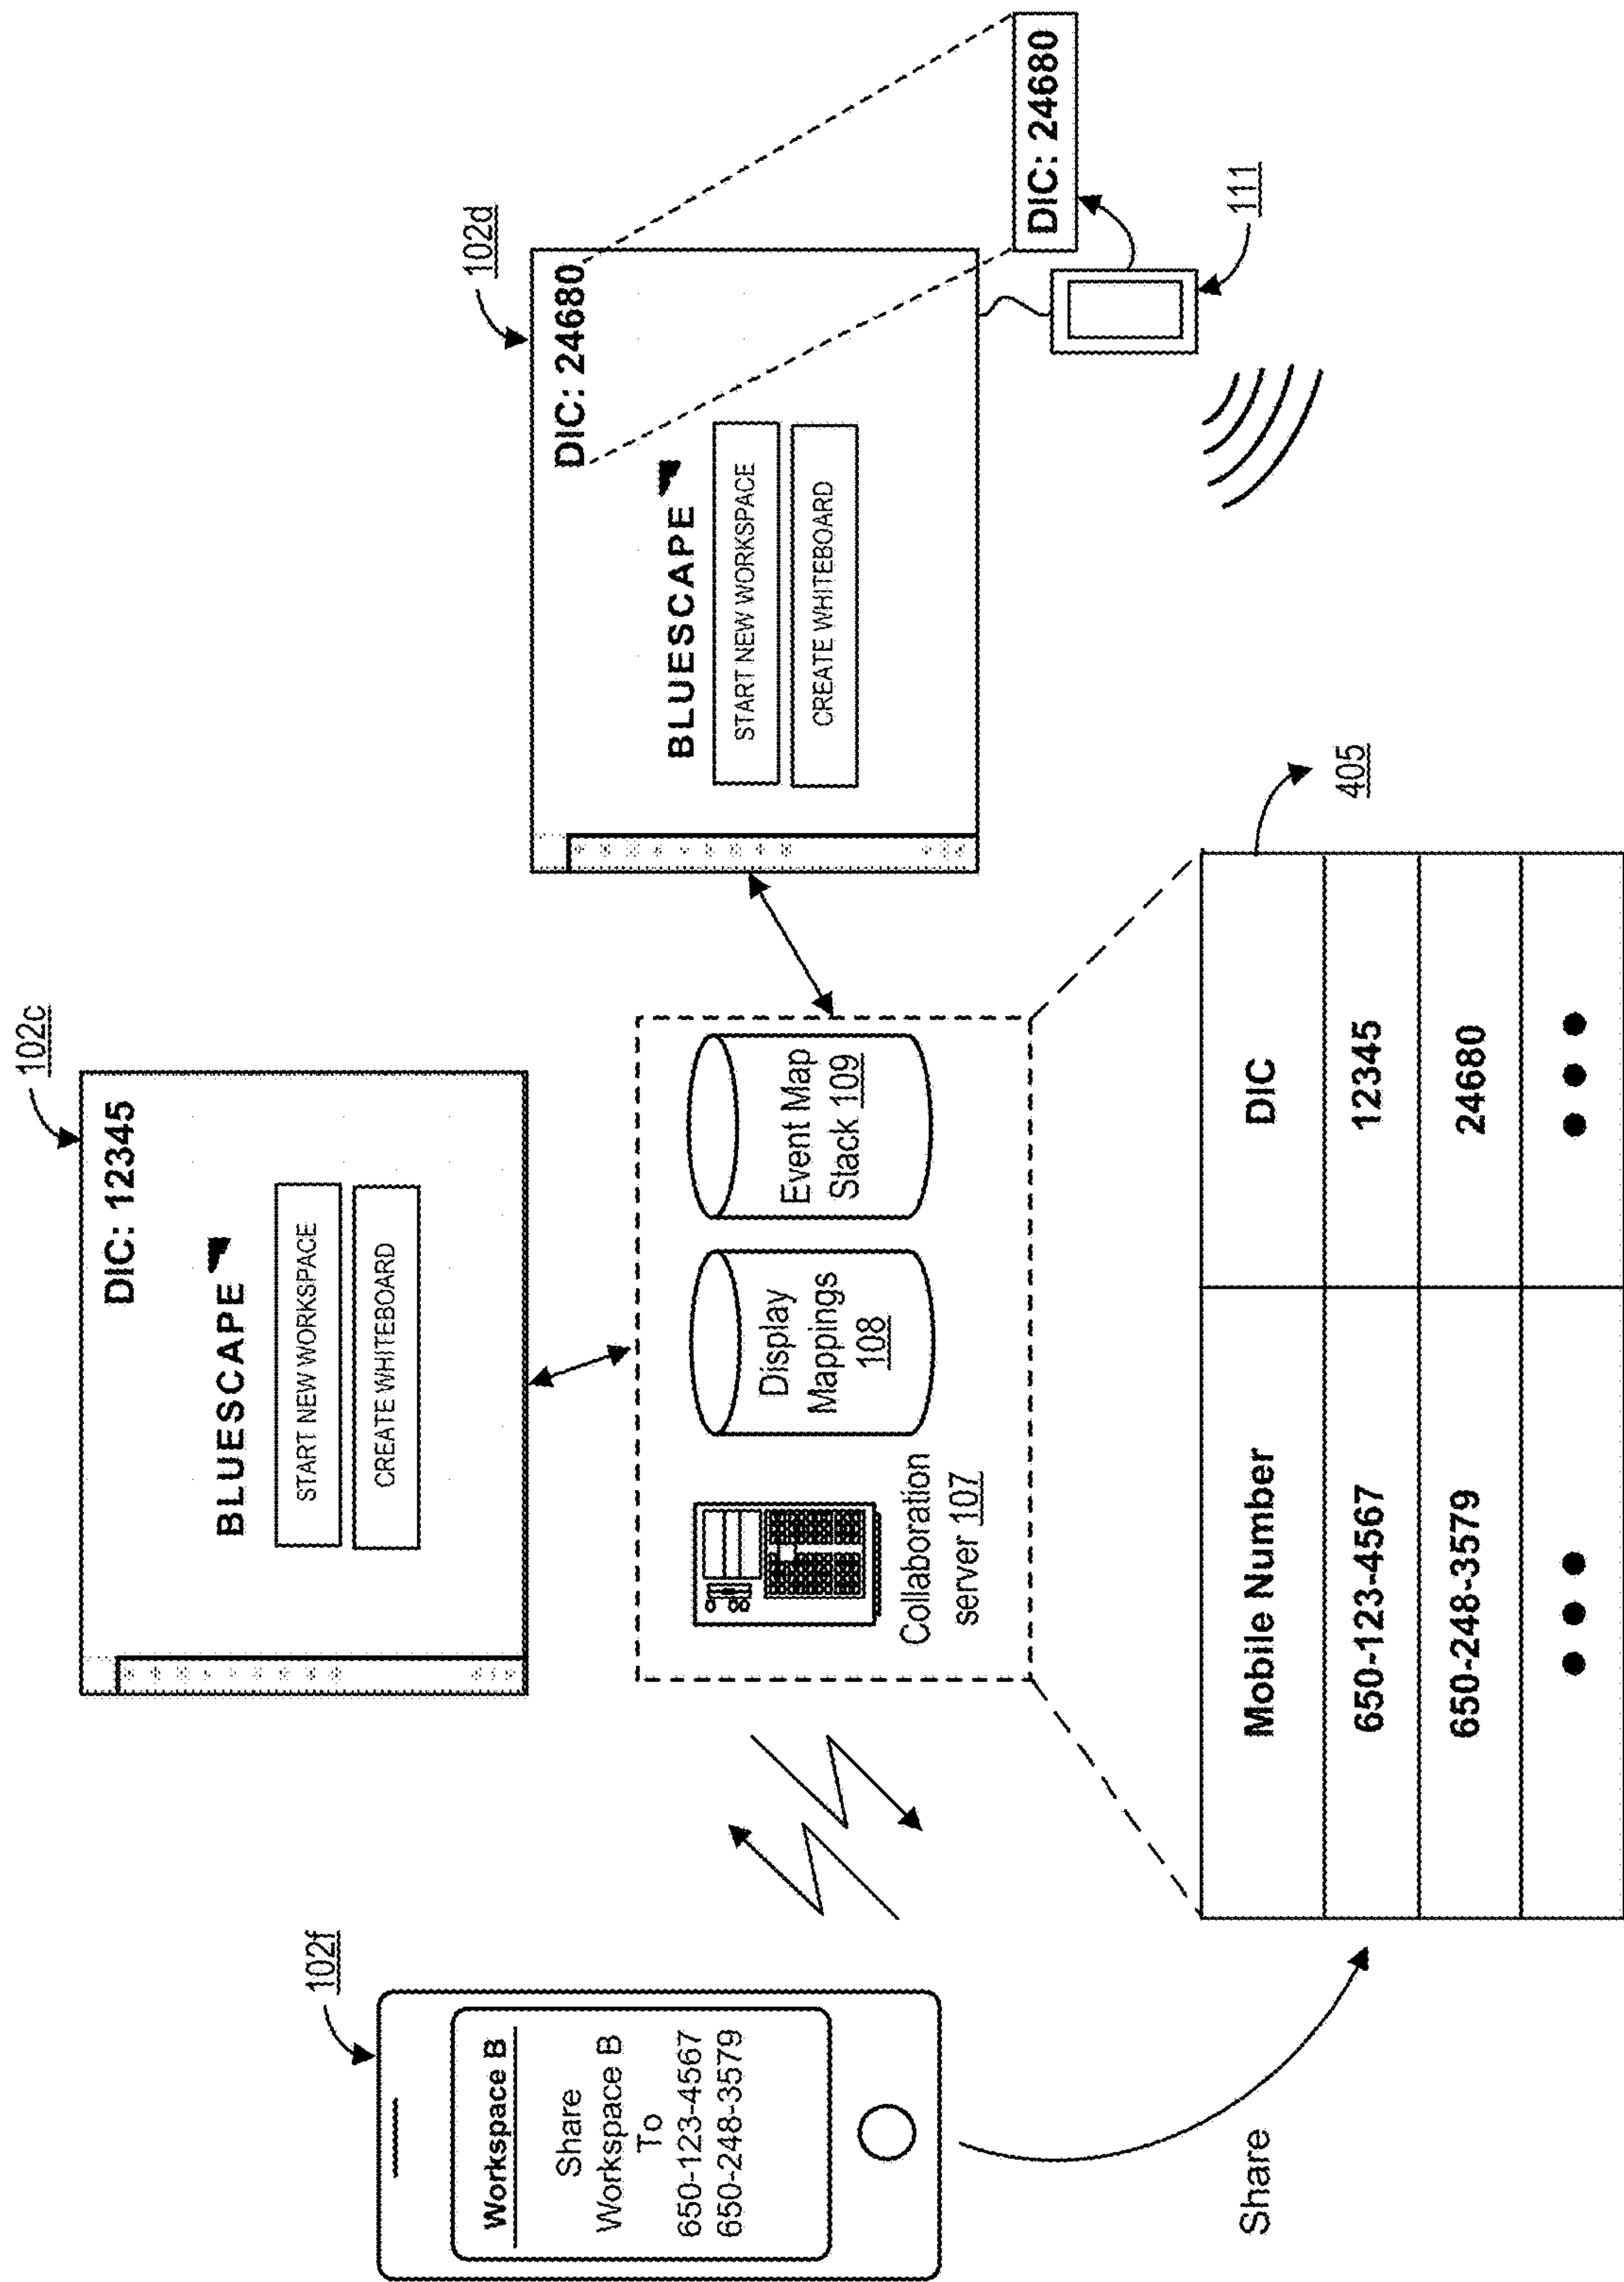 102f
Workspace B
Share
Workspace B
To
650-123-4567
650-248-3579
Share
102c
DIC: 12345
BLUESCAPE
START NEW WORKSPACE
CREATE WHITEBOARD
Collaboration
server 107
Display
Mappings
108
Event Map
Stack 109
102d
DIC: 24680
BLUESCAPE
START NEW WORKSPACE
CREATE WHITEBOARD
DIC: 24680
111
405
Mobile Number DIC
650-123-4567 12345
650-248-3579 24680